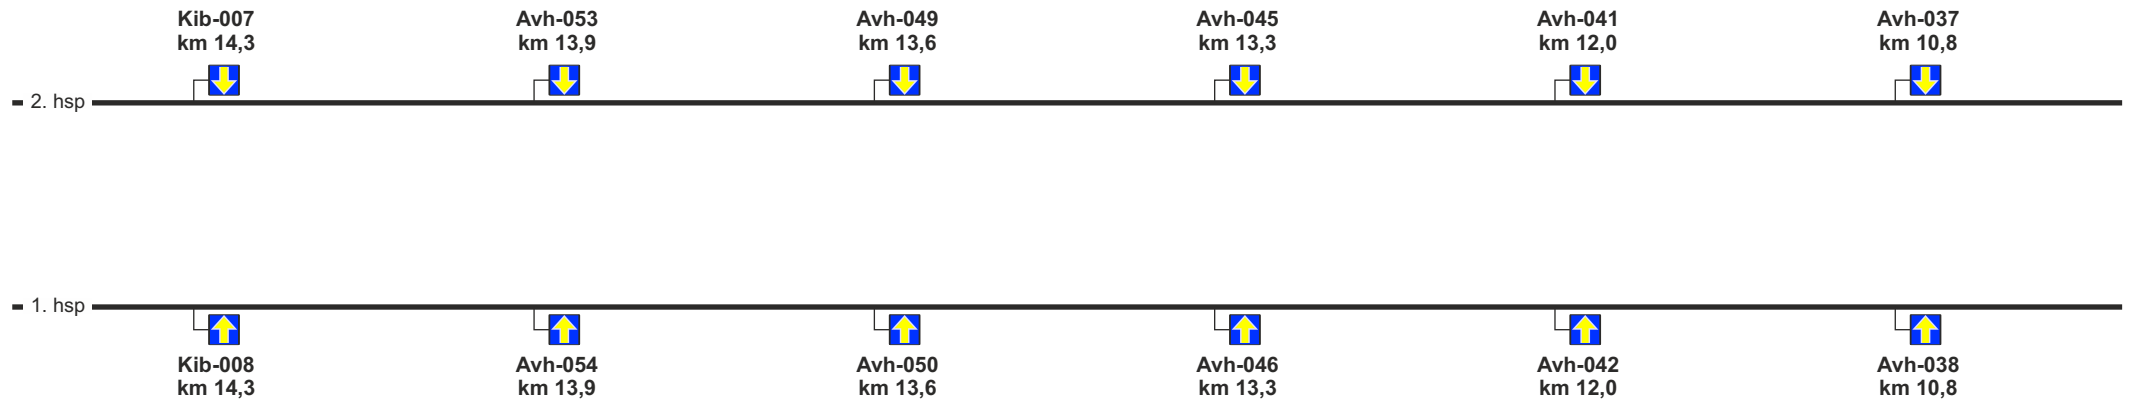 Kib-007
km 14,3
Avh-053
km 13,9
Avh-049
km 13,6
Avh-045
km 13,3
Avh-041
km 12,0
Avh-037
km 10,8
2. hsp
1. hsp
Kib-008
km 14,3
Avh-054
km 13,9
Avh-050
km 13,6
Avh-046
km 13,3
Avh-042
km 12,0
Avh-038
km 10,8